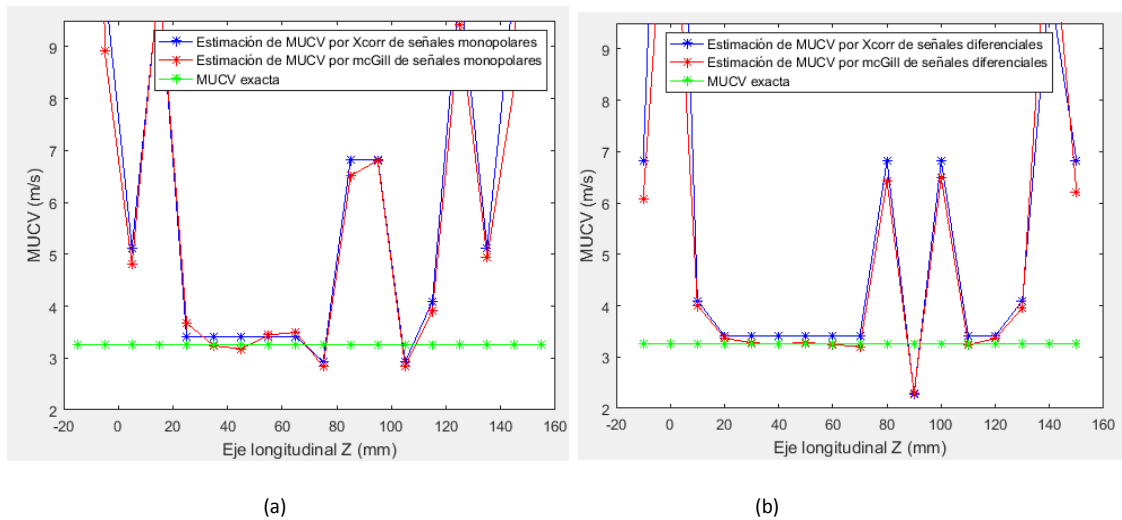 Estimación de MUCV por Xcorr de señales monopolares
Estimación de MUCV por mcGill de señales monopolares
MUCV exacta
9
8
7
6
5
4
3
2
MUCV (m/s)
-20 0 20 40 60 80 100 120 140 160
Eje longitudinal Z (mm)
(a)
Estimación de MUCV por Xcorr de señales diferenciales
Estimación de MUCV por mcGill de señales diferenciales
MUCV exacta
9
8
7
6
5
4
3
2
MUCV (m/s)
-20 0 20 40 60 80 100 120 140 160
Eje longitudinal Z (mm)
(b)